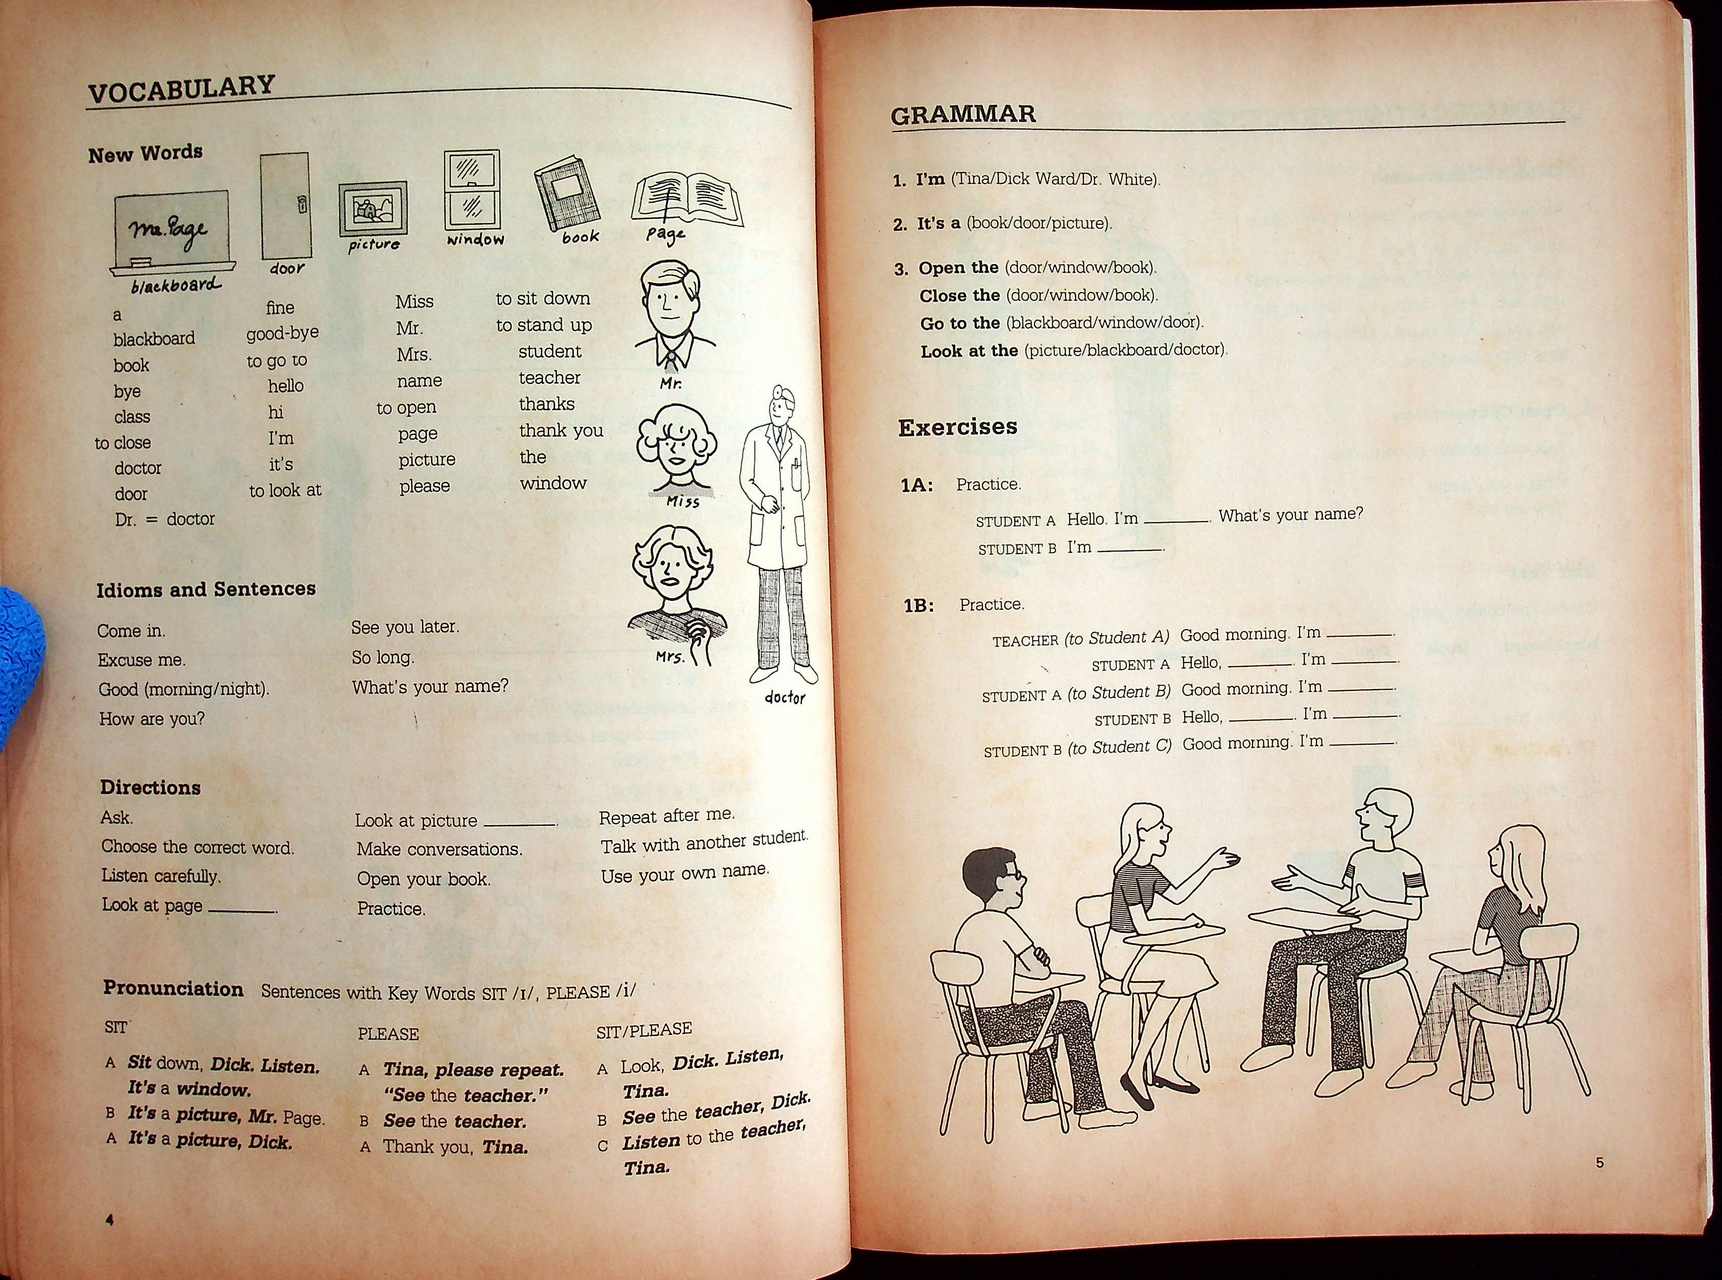 VOCABULARY
New Words
Mr. Page
blackboard
door
picture
window
book
page
a
blackboard
book
bye
class
to close
doctor
door
Dr. = doctor
fine
good-bye
to go to
hello
hi
I'm
it's
to look at
Miss
Mr.
Mrs.
name
to open
page
picture
please
to sit down
to stand up
student
teacher
thanks
thank you
the
window
Mr.
Miss
Mrs.
doctor
Idioms and Sentences
Come in.
Excuse me.
Good (morning/night).
How are you?
See you later.
So long.
What's your name?
Directions
Ask.
Choose the correct word.
Listen carefully.
Look at page ________.
Look at picture ________.
Make conversations.
Open your book.
Practice.
Repeat after me.
Talk with another student.
Use your own name.
Pronunciation Sentences with Key Words SIT /ɪ/, PLEASE /i/
SIT
A Sit down, Dick. Listen.
It's a window.
B It's a picture, Mr. Page.
A It's a picture, Dick.
PLEASE
A Tina, please repeat.
"See the teacher."
B See the teacher.
A Thank you, Tina.
SIT/PLEASE
A Look, Dick. Listen,
Tina.
B See the teacher, Dick.
C Listen to the teacher,
Tina.
4
GRAMMAR
1. I'm (Tina/Dick Ward/Dr. White).
2. It's a (book/door/picture).
3. Open the (door/window/book).
Close the (door/window/book).
Go to the (blackboard/window/door).
Look at the (picture/blackboard/doctor).
Exercises
1A: Practice.
STUDENT A Hello. I'm ________. What's your name?
STUDENT B I'm ________.
1B: Practice.
TEACHER (to Student A) Good morning. I'm ________.
STUDENT A Hello, ________. I'm ________.
STUDENT A (to Student B) Good morning. I'm ________.
STUDENT B Hello, ________. I'm ________.
STUDENT B (to Student C) Good morning. I'm ________.
5